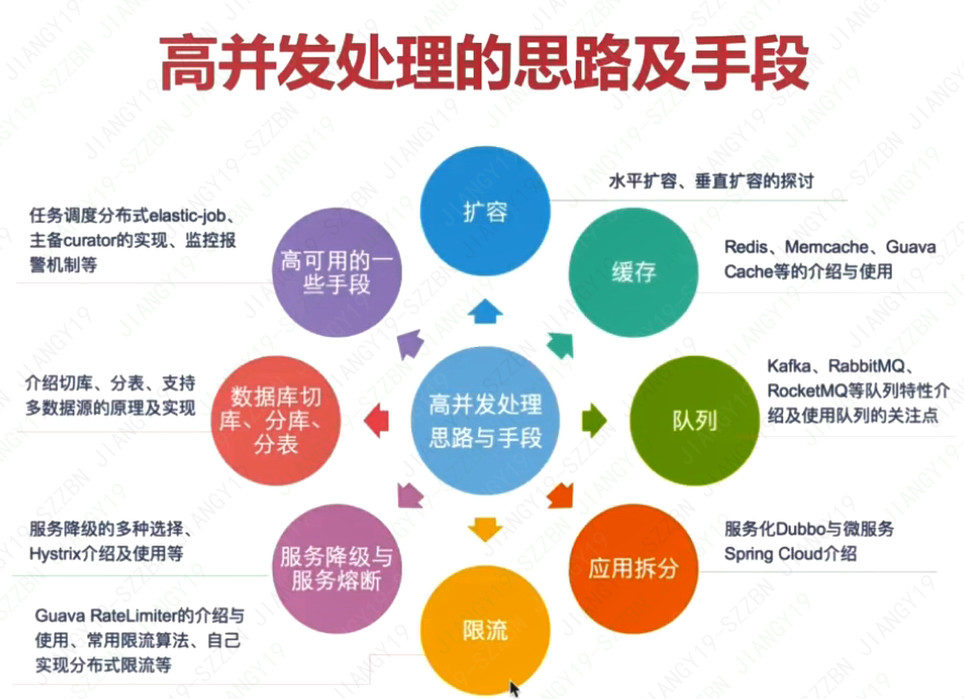 高并发处理的思路及手段
扩容
水平扩容、垂直扩容的探讨
缓存
Redis、Memcache、Guava
Cache等的介绍与使用
队列
Kafka、RabbitMQ、
RocketMQ等队列特性介
绍及使用队列的关注点
应用拆分
服务化Dubbo与微服务
Spring Cloud介绍
限流
Guava RateLimiter的介绍与
使用、常用限流算法、自己
实现分布式限流等
服务降级与
服务熔断
服务降级的多种选择、
Hystrix介绍及使用等
数据库切
库、分库、
分表
介绍切库、分表、支持
多数据源的原理及实现
高可用的一
些手段
任务调度分布式elastic-job、
主备curator的实现、监控报
警机制等
高并发处理
思路与手段
JIANGY19-SZZBN